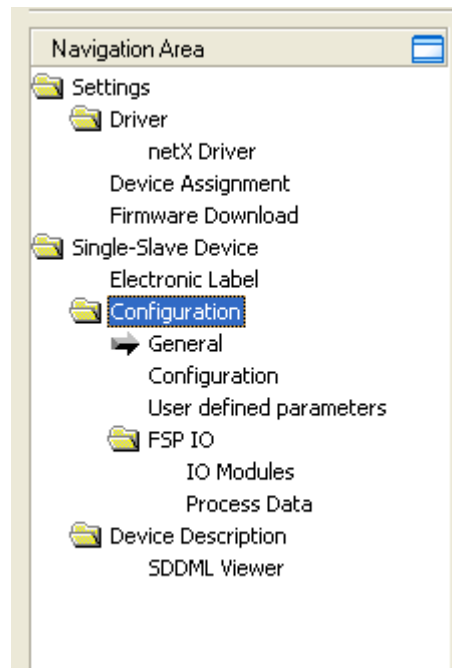 Navigation Area
Settings
Driver
netX Driver
Device Assignment
Firmware Download
Single-Slave Device
Electronic Label
Configuration
General
Configuration
User defined parameters
FSP IO
IO Modules
Process Data
Device Description
SDDML Viewer